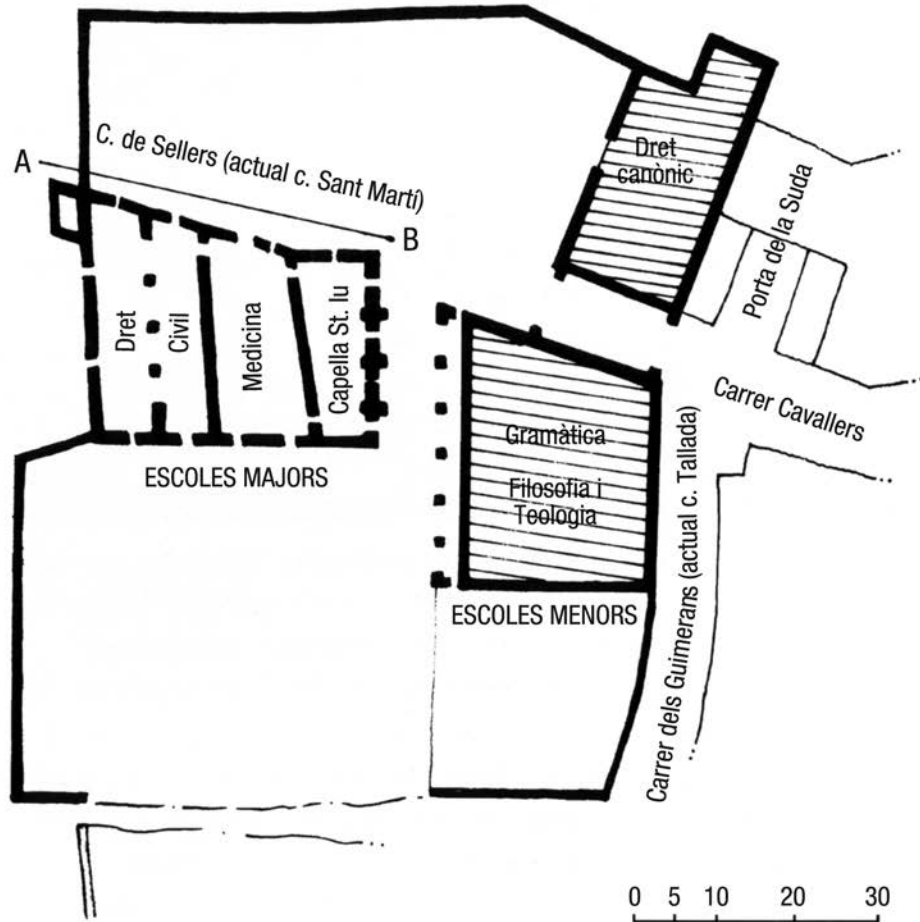 C. de Sellers (actual c. Sant Martí)
A
B
Dret
Civil
Medicina
Capella St. Iu
ESCOLES MAJORS
Dret
canònic
Porta de la Suda
Carrer Cavallers
Gramàtica
Filosofia i
Teologia
ESCOLES MENORS
Carrer dels Guimerans (actual c. Tallada)
0 5 10 20 30